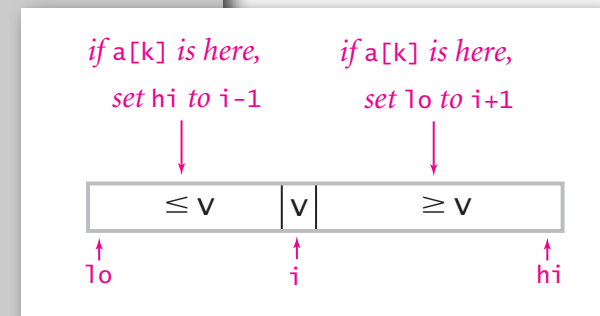 if a[k] is here,
set hi to i-1
if a[k] is here,
set lo to i+1
≤ v
v
≥ v
lo
i
hi